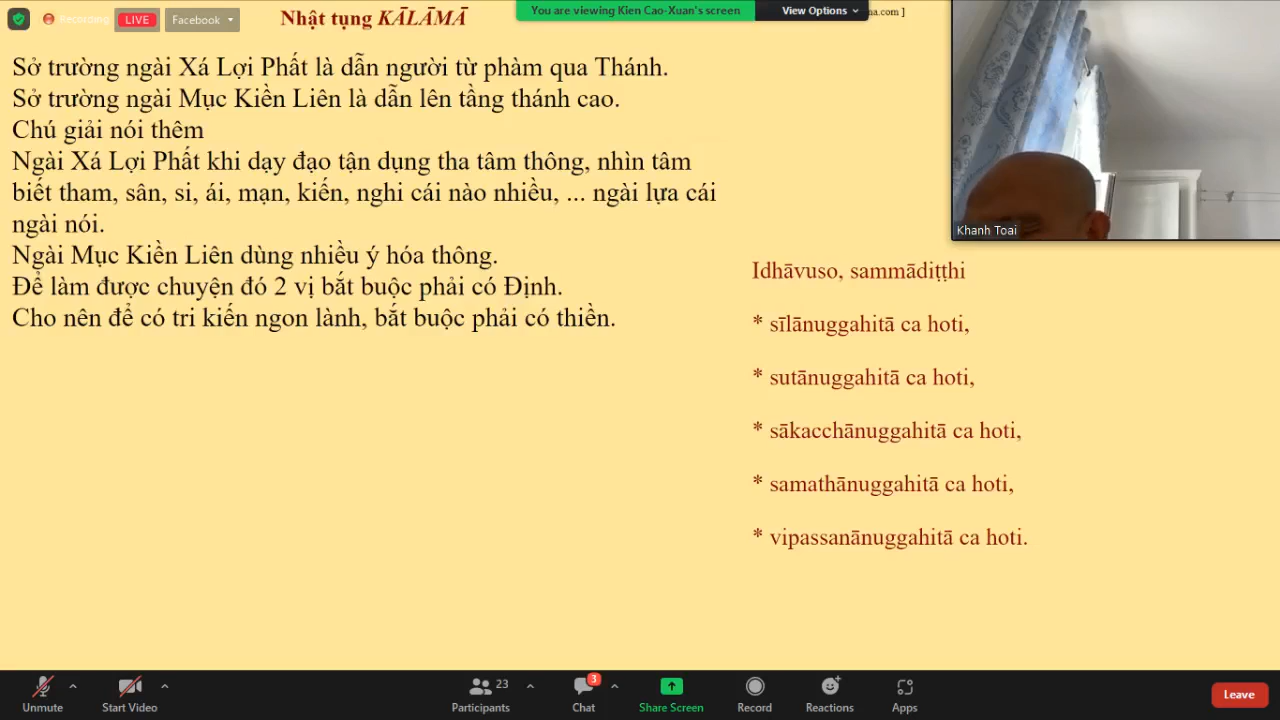 Recording
LIVE
Facebook
Nhật tụng KĀLĀMĀ
You are viewing Kien Cao-Xuan's screen
View Options
na.com ]
Sở trường ngài Xá Lợi Phất là dẫn người từ phàm qua Thánh.
Sở trường ngài Mục Kiền Liên là dẫn lên tầng thánh cao.
Chú giải nói thêm
Ngài Xá Lợi Phất khi dạy đạo tận dụng tha tâm thông, nhìn tâm
biết tham, sân, si, ái, mạn, kiến, nghi cái nào nhiều, ... ngài lựa cái
ngài nói.
Ngài Mục Kiền Liên dùng nhiều ý hóa thông.
Để làm được chuyện đó 2 vị bắt buộc phải có Định.
Cho nên để có tri kiến ngon lành, bắt buộc phải có thiền.
Khanh Toai
Idhāvuso, sammādiṭṭhi
* sīlānuggahitā ca hoti,
* sutānuggahitā ca hoti,
* sākacchānuggahitā ca hoti,
* samathānuggahitā ca hoti,
* vipassanānuggahitā ca hoti.
Unmute
Start Video
23
Participants
3
Chat
Share Screen
Record
Reactions
Apps
Leave